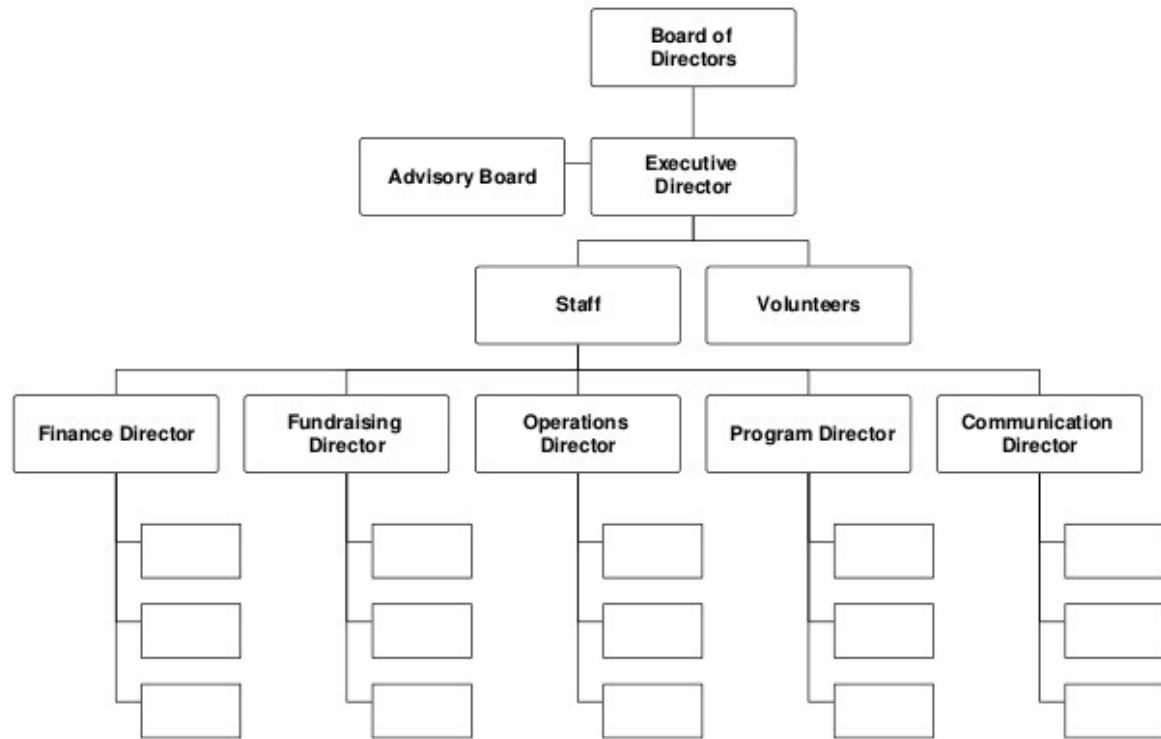 Board of
Directors
Advisory Board
Executive
Director
Staff
Volunteers
Finance Director
Fundraising
Director
Operations
Director
Program Director
Communication
Director